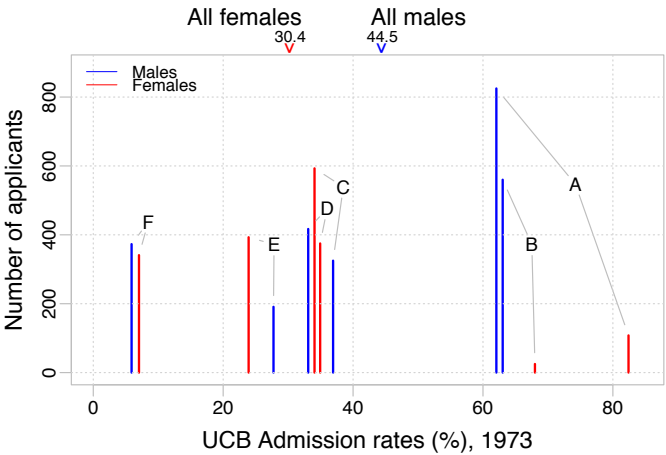 All females All males
30.4 44.5
Males
Females
Number of applicants
800
600
400
200
0
A
C
D
F
B
E
0 20 40 60 80
UCB Admission rates (%), 1973